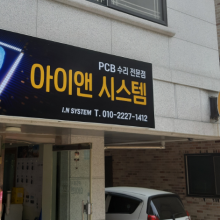 PCB 수리 전문점
아이앤 시스템
I.N SYSTEM T. 010-2227-1412